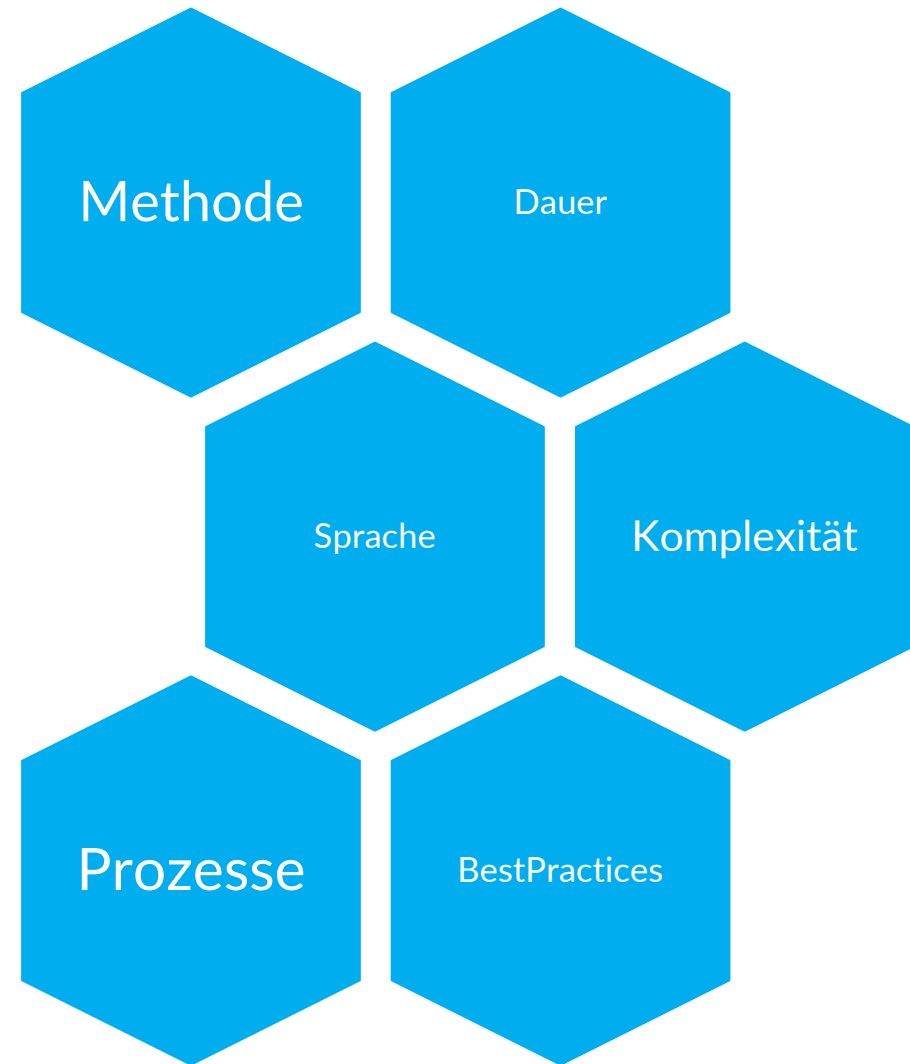 Methode
Dauer
Sprache
Komplexität
Prozesse
BestPractices